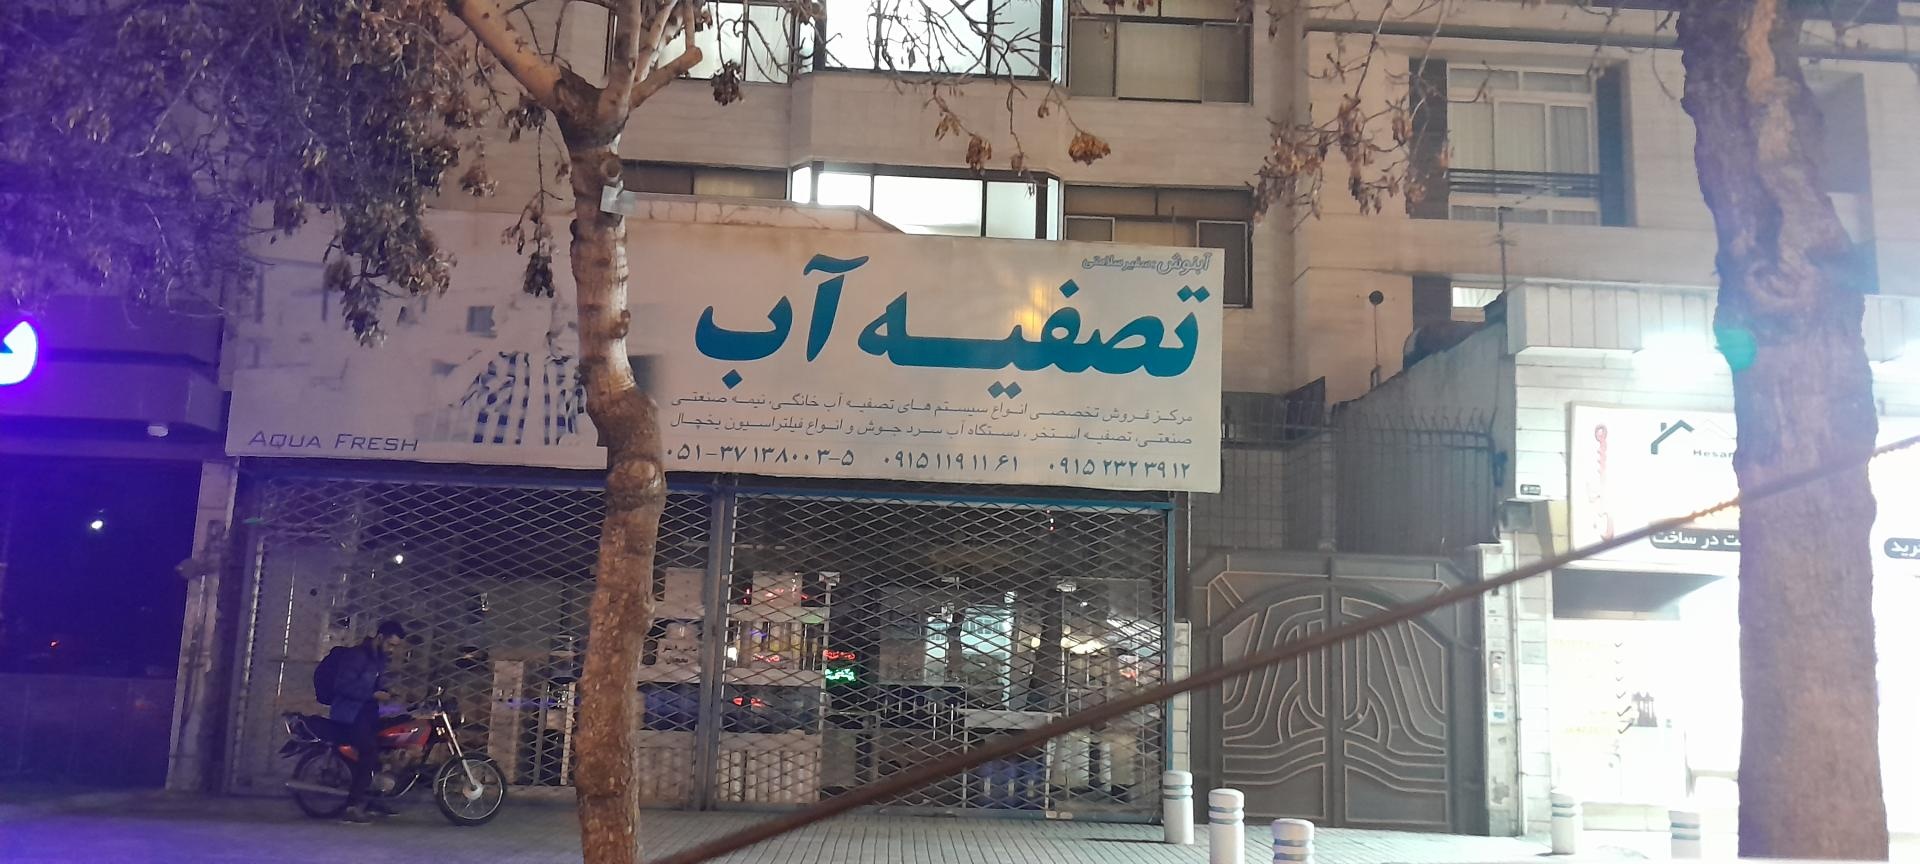 آبنوش سفیر سلامتی
تصفیه آب
مرکز فروش تخصصی انواع سیستم های تصفیه آب خانگی، نیمه صنعتی
صنعتی، تصفیه استخر، دستگاه آب سرد جوش و انواع فیلتراسیون یخچال
۰۵۱-۳۷۱۳۸۰۰۳-۵ ۰۹۱۵۱۱۹۱۱۶۱ ۰۹۱۵۲۳۲۳۹۱۲
AQUA FRESH
Hesar
ت در ساخت